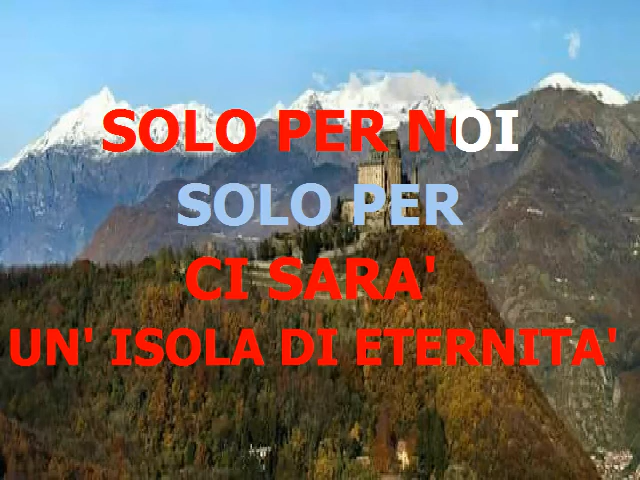 SOLO PER NOI
SOLO PER
CI SARA'
UN' ISOLA DI ETERNITA'